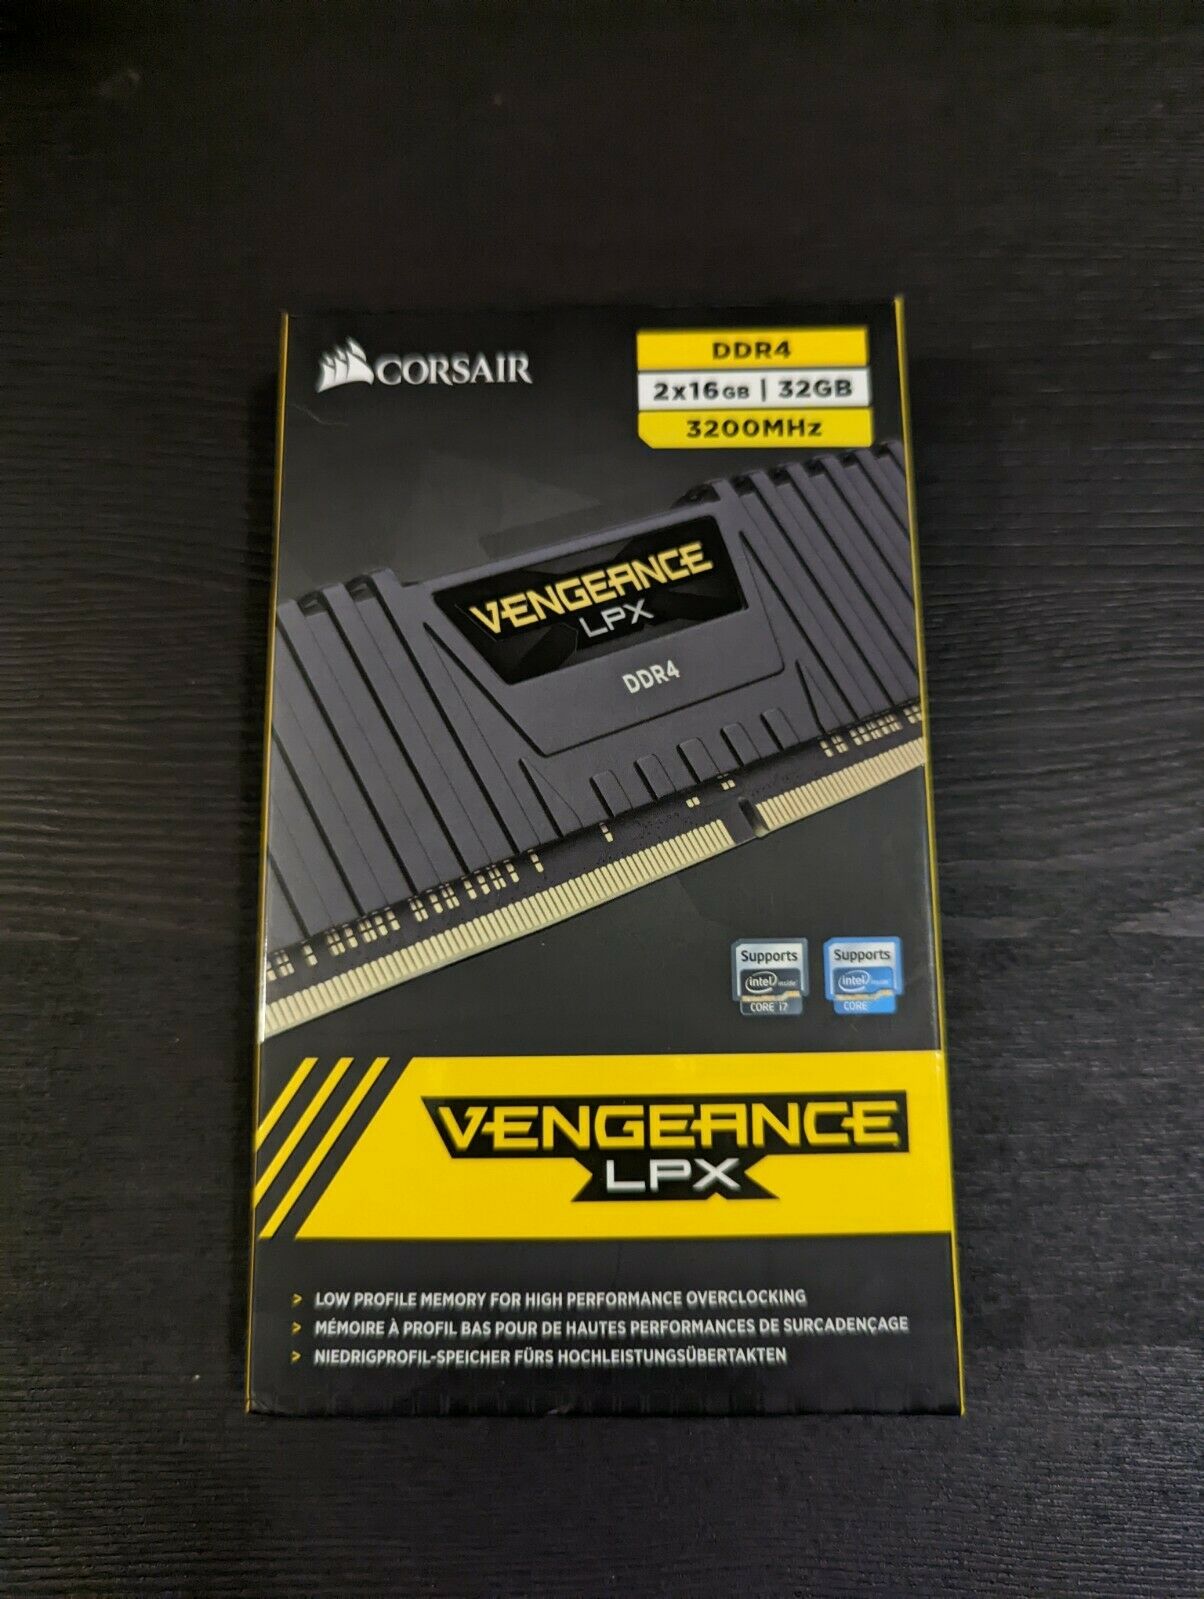 CORSAIR
DDR4
2x16GB | 32GB
3200MHz
VENGEANCE
LPX
DDR4
Supports
intel inside
CORE i7
Supports
intel inside
CORE
VENGEANCE
LPX
> LOW PROFILE MEMORY FOR HIGH PERFORMANCE OVERCLOCKING
> MÉMOIRE À PROFIL BAS POUR DE HAUTES PERFORMANCES DE SURCADENÇAGE
> NIEDRIGPROFIL-SPEICHER FÜRS HOCHLEISTUNGSÜBERTAKTEN